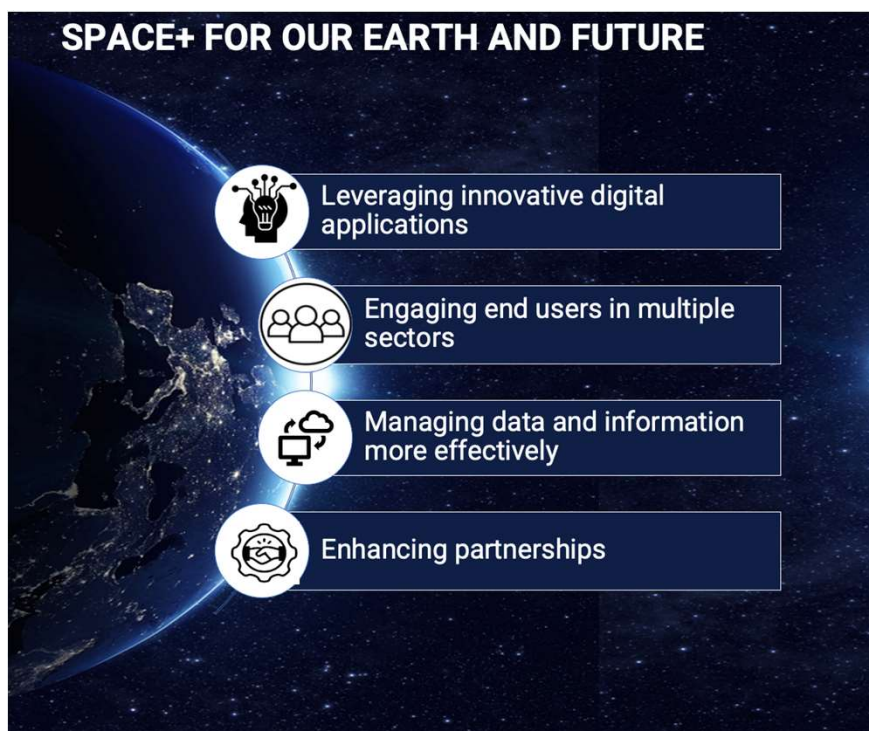 SPACE+ FOR OUR EARTH AND FUTURE
Leveraging innovative digital
applications
Engaging end users in multiple
sectors
Managing data and information
more effectively
Enhancing partnerships